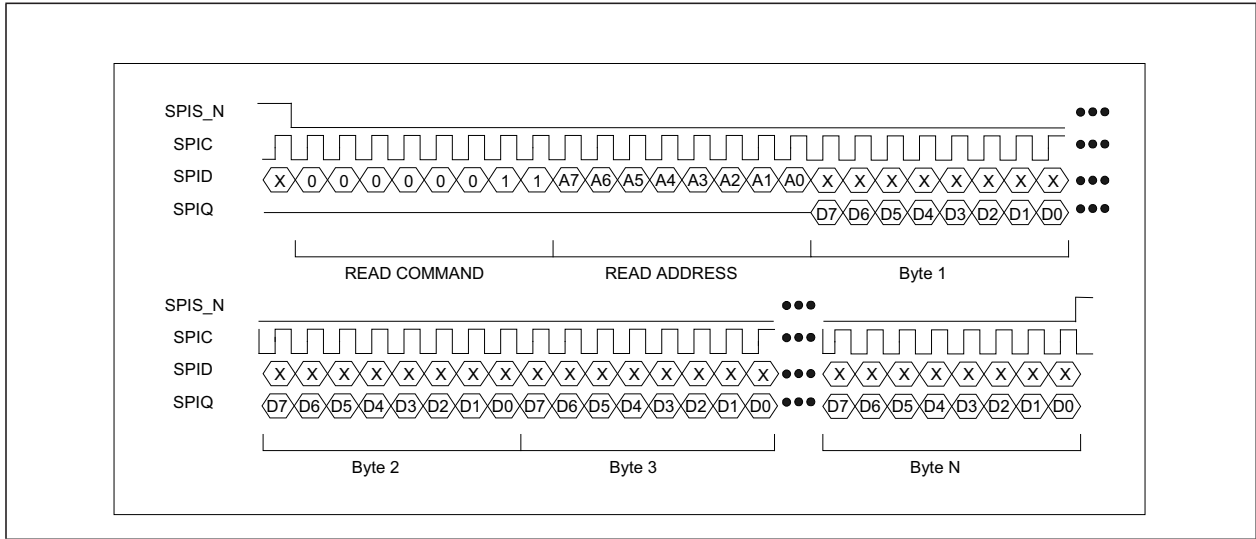 SPIS_N
SPIC
SPID X 0 0 0 0 0 0 1 1 A7 A6 A5 A4 A3 A2 A1 A0 X X X X X X X X
SPIQ D7 D6 D5 D4 D3 D2 D1 D0
READ COMMAND READ ADDRESS Byte 1
SPIS_N
SPIC
SPID X X X X X X X X X X X X X X X X X X X X X X X X
SPIQ D7 D6 D5 D4 D3 D2 D1 D0 D7 D6 D5 D4 D3 D2 D1 D0 D7 D6 D5 D4 D3 D2 D1 D0
Byte 2 Byte 3 Byte N